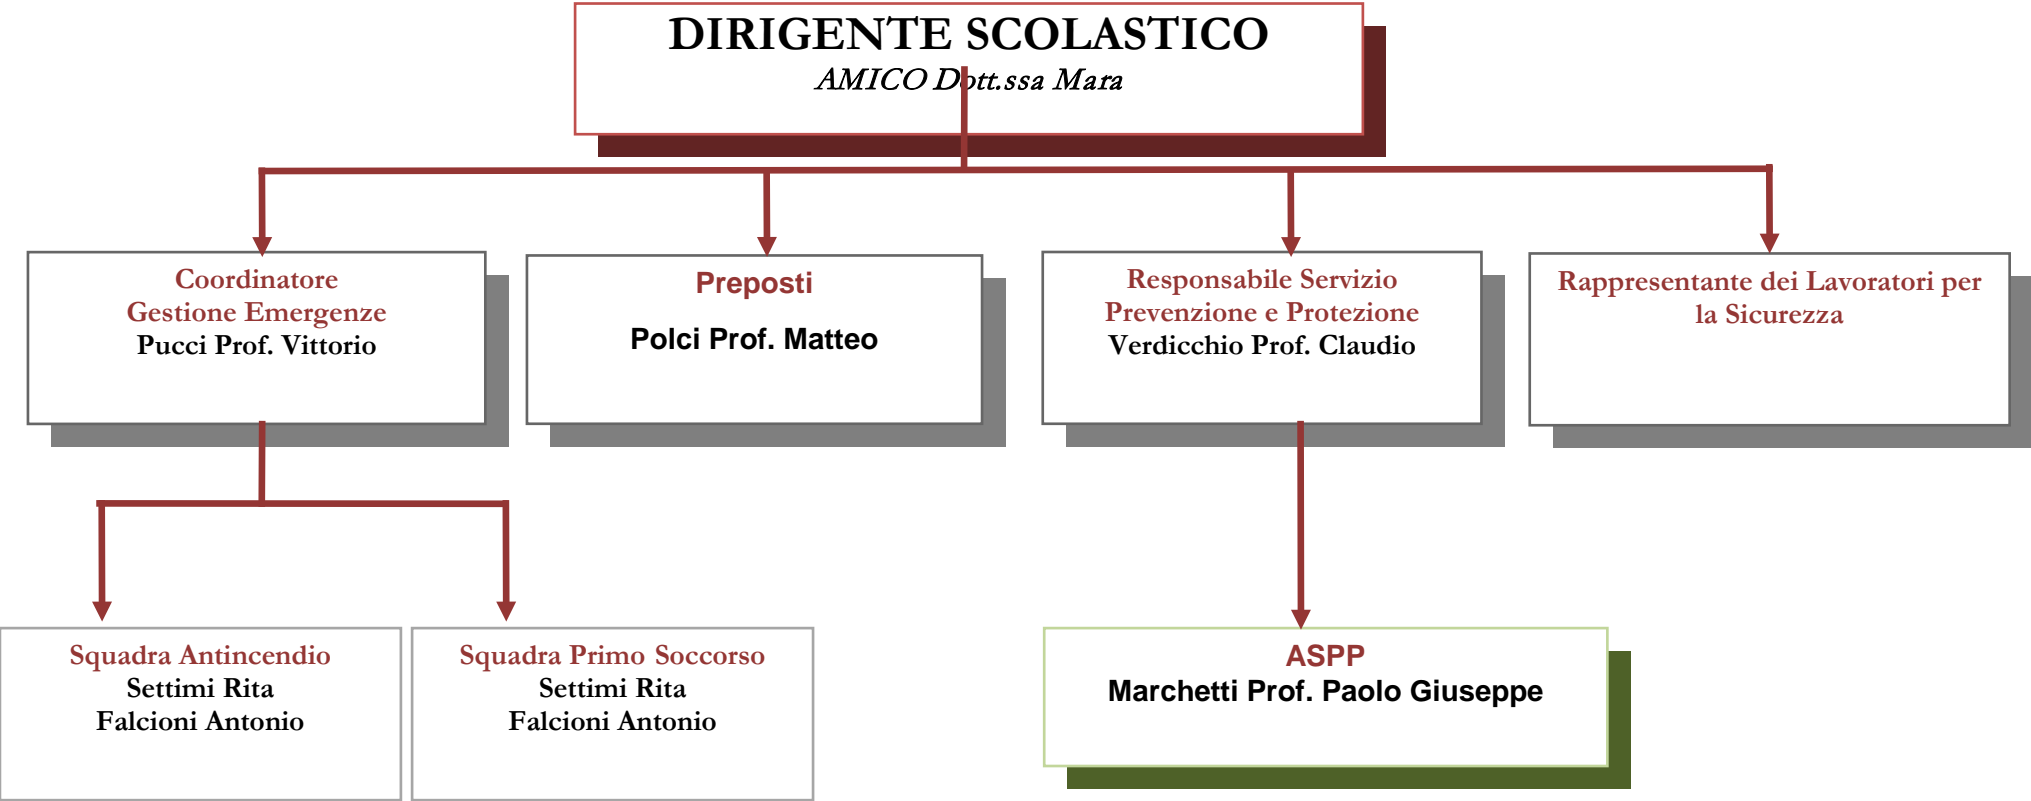 DIRIGENTE SCOLASTICO
AMICO Dott.ssa Mara
Coordinatore
Gestione Emergenze
Pucci Prof. Vittorio
Preposti
Polci Prof. Matteo
Responsabile Servizio
Prevenzione e Protezione
Verdicchio Prof. Claudio
Rappresentante dei Lavoratori per
la Sicurezza
Squadra Antincendio
Settimi Rita
Falcioni Antonio
Squadra Primo Soccorso
Settimi Rita
Falcioni Antonio
ASPP
Marchetti Prof. Paolo Giuseppe